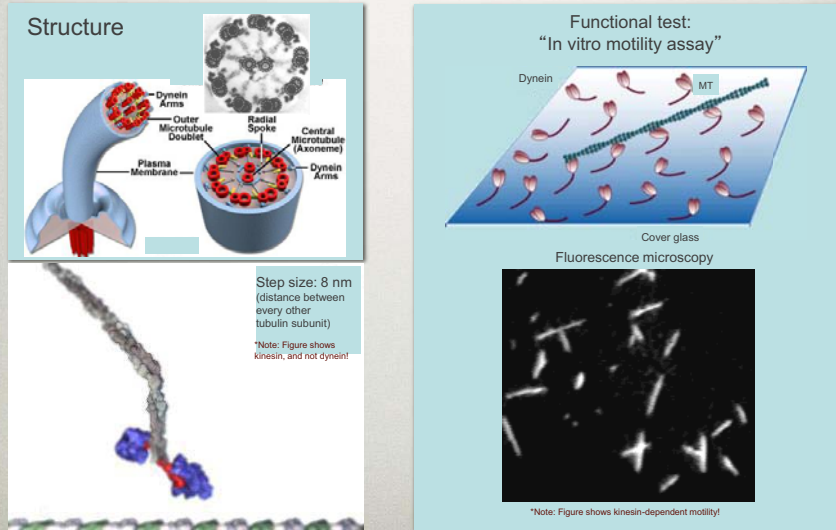 Structure
Dynein
Arms
Outer
Microtubule
Doublet
Radial
Spoke
Central
Microtubule
(Axoneme)
Plasma
Membrane
Dynein
Arms
Step size: 8 nm
(distance between
every other
tubulin subunit)
*Note: Figure shows
kinesin, and not dynein!
Functional test:
“In vitro motility assay”
Dynein
MT
Cover glass
Fluorescence microscopy
*Note: Figure shows kinesin-dependent motility!